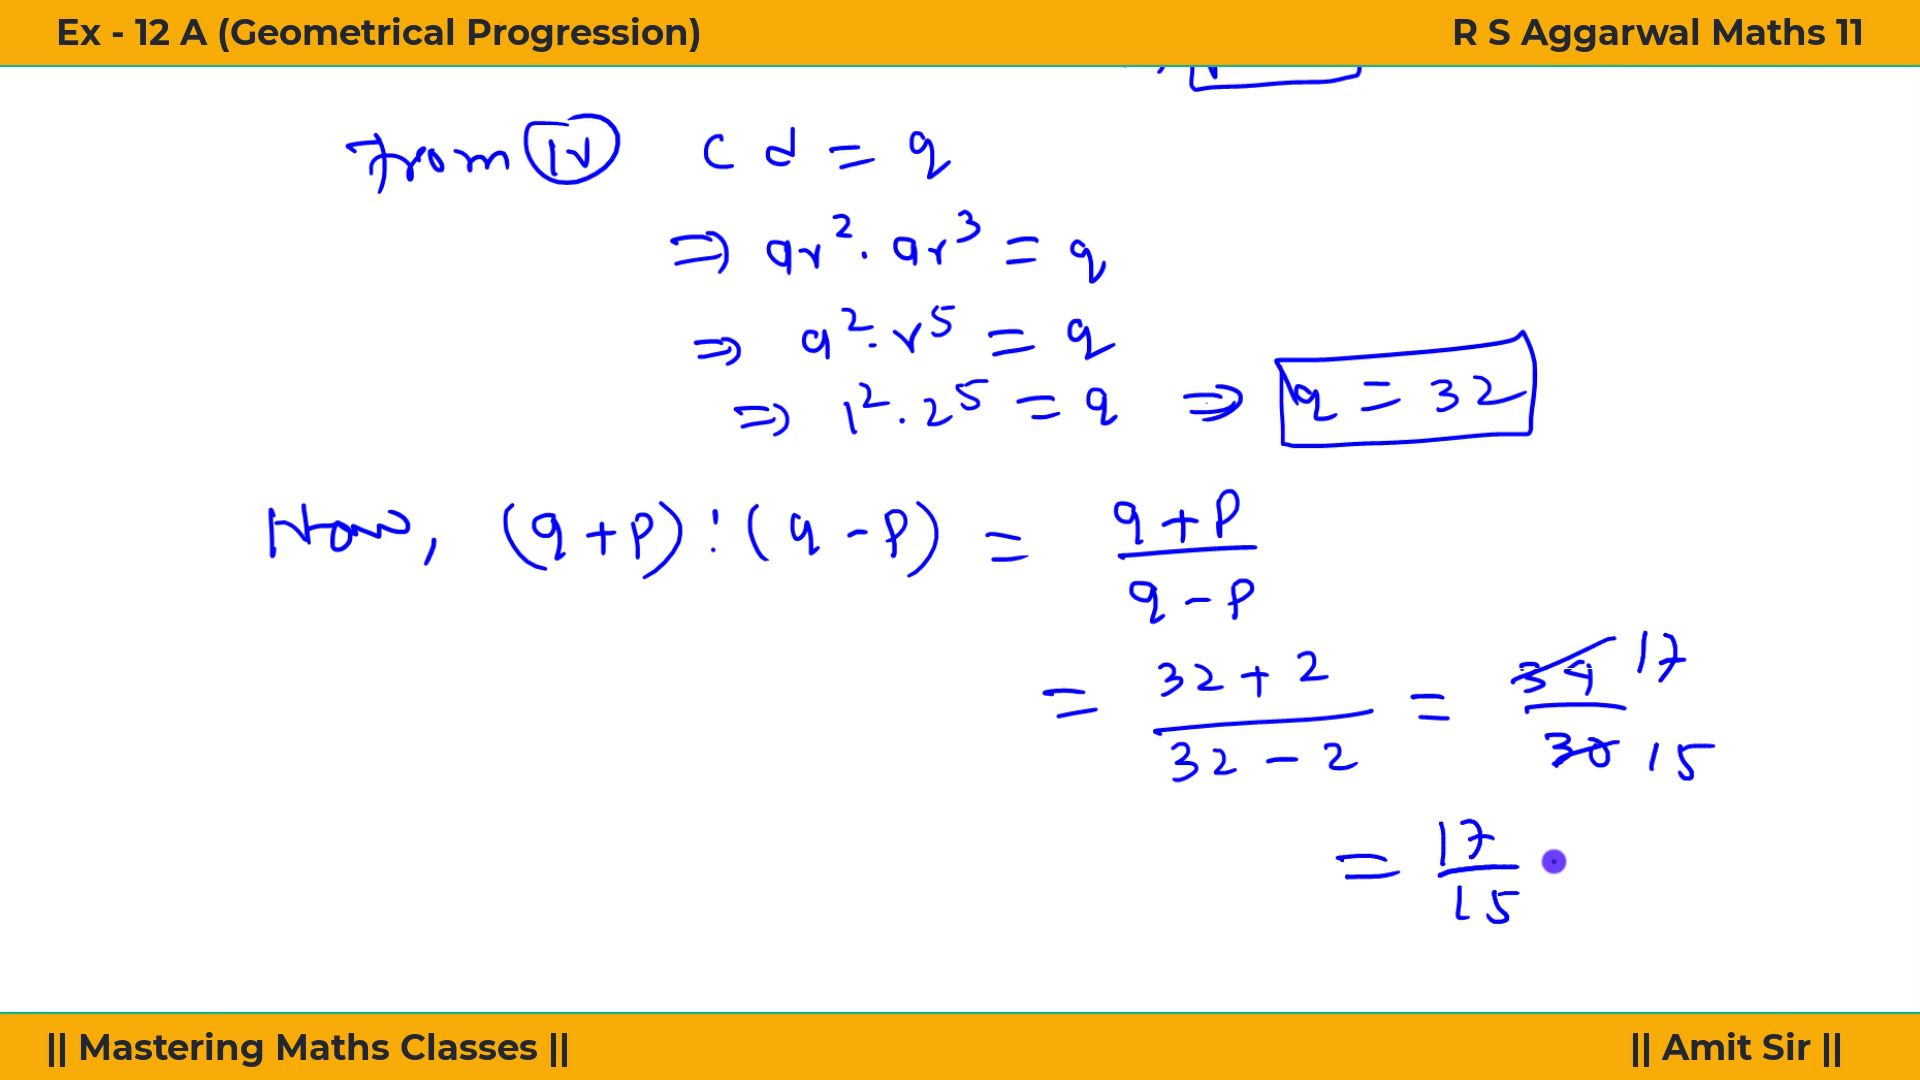 Ex - 12 A (Geometrical Progression) R S Aggarwal Maths 11
From (iv) cd = q
⇒ ar² . ar³ = q
⇒ a² . r⁵ = q
⇒ 1² . 2⁵ = q ⇒ q = 32
Now, (q+p) : (q-p) = (q+p)/(q-p)
= (32+2)/(32-2) = 34/30 17/15
= 17/15
|| Mastering Maths Classes || || Amit Sir ||